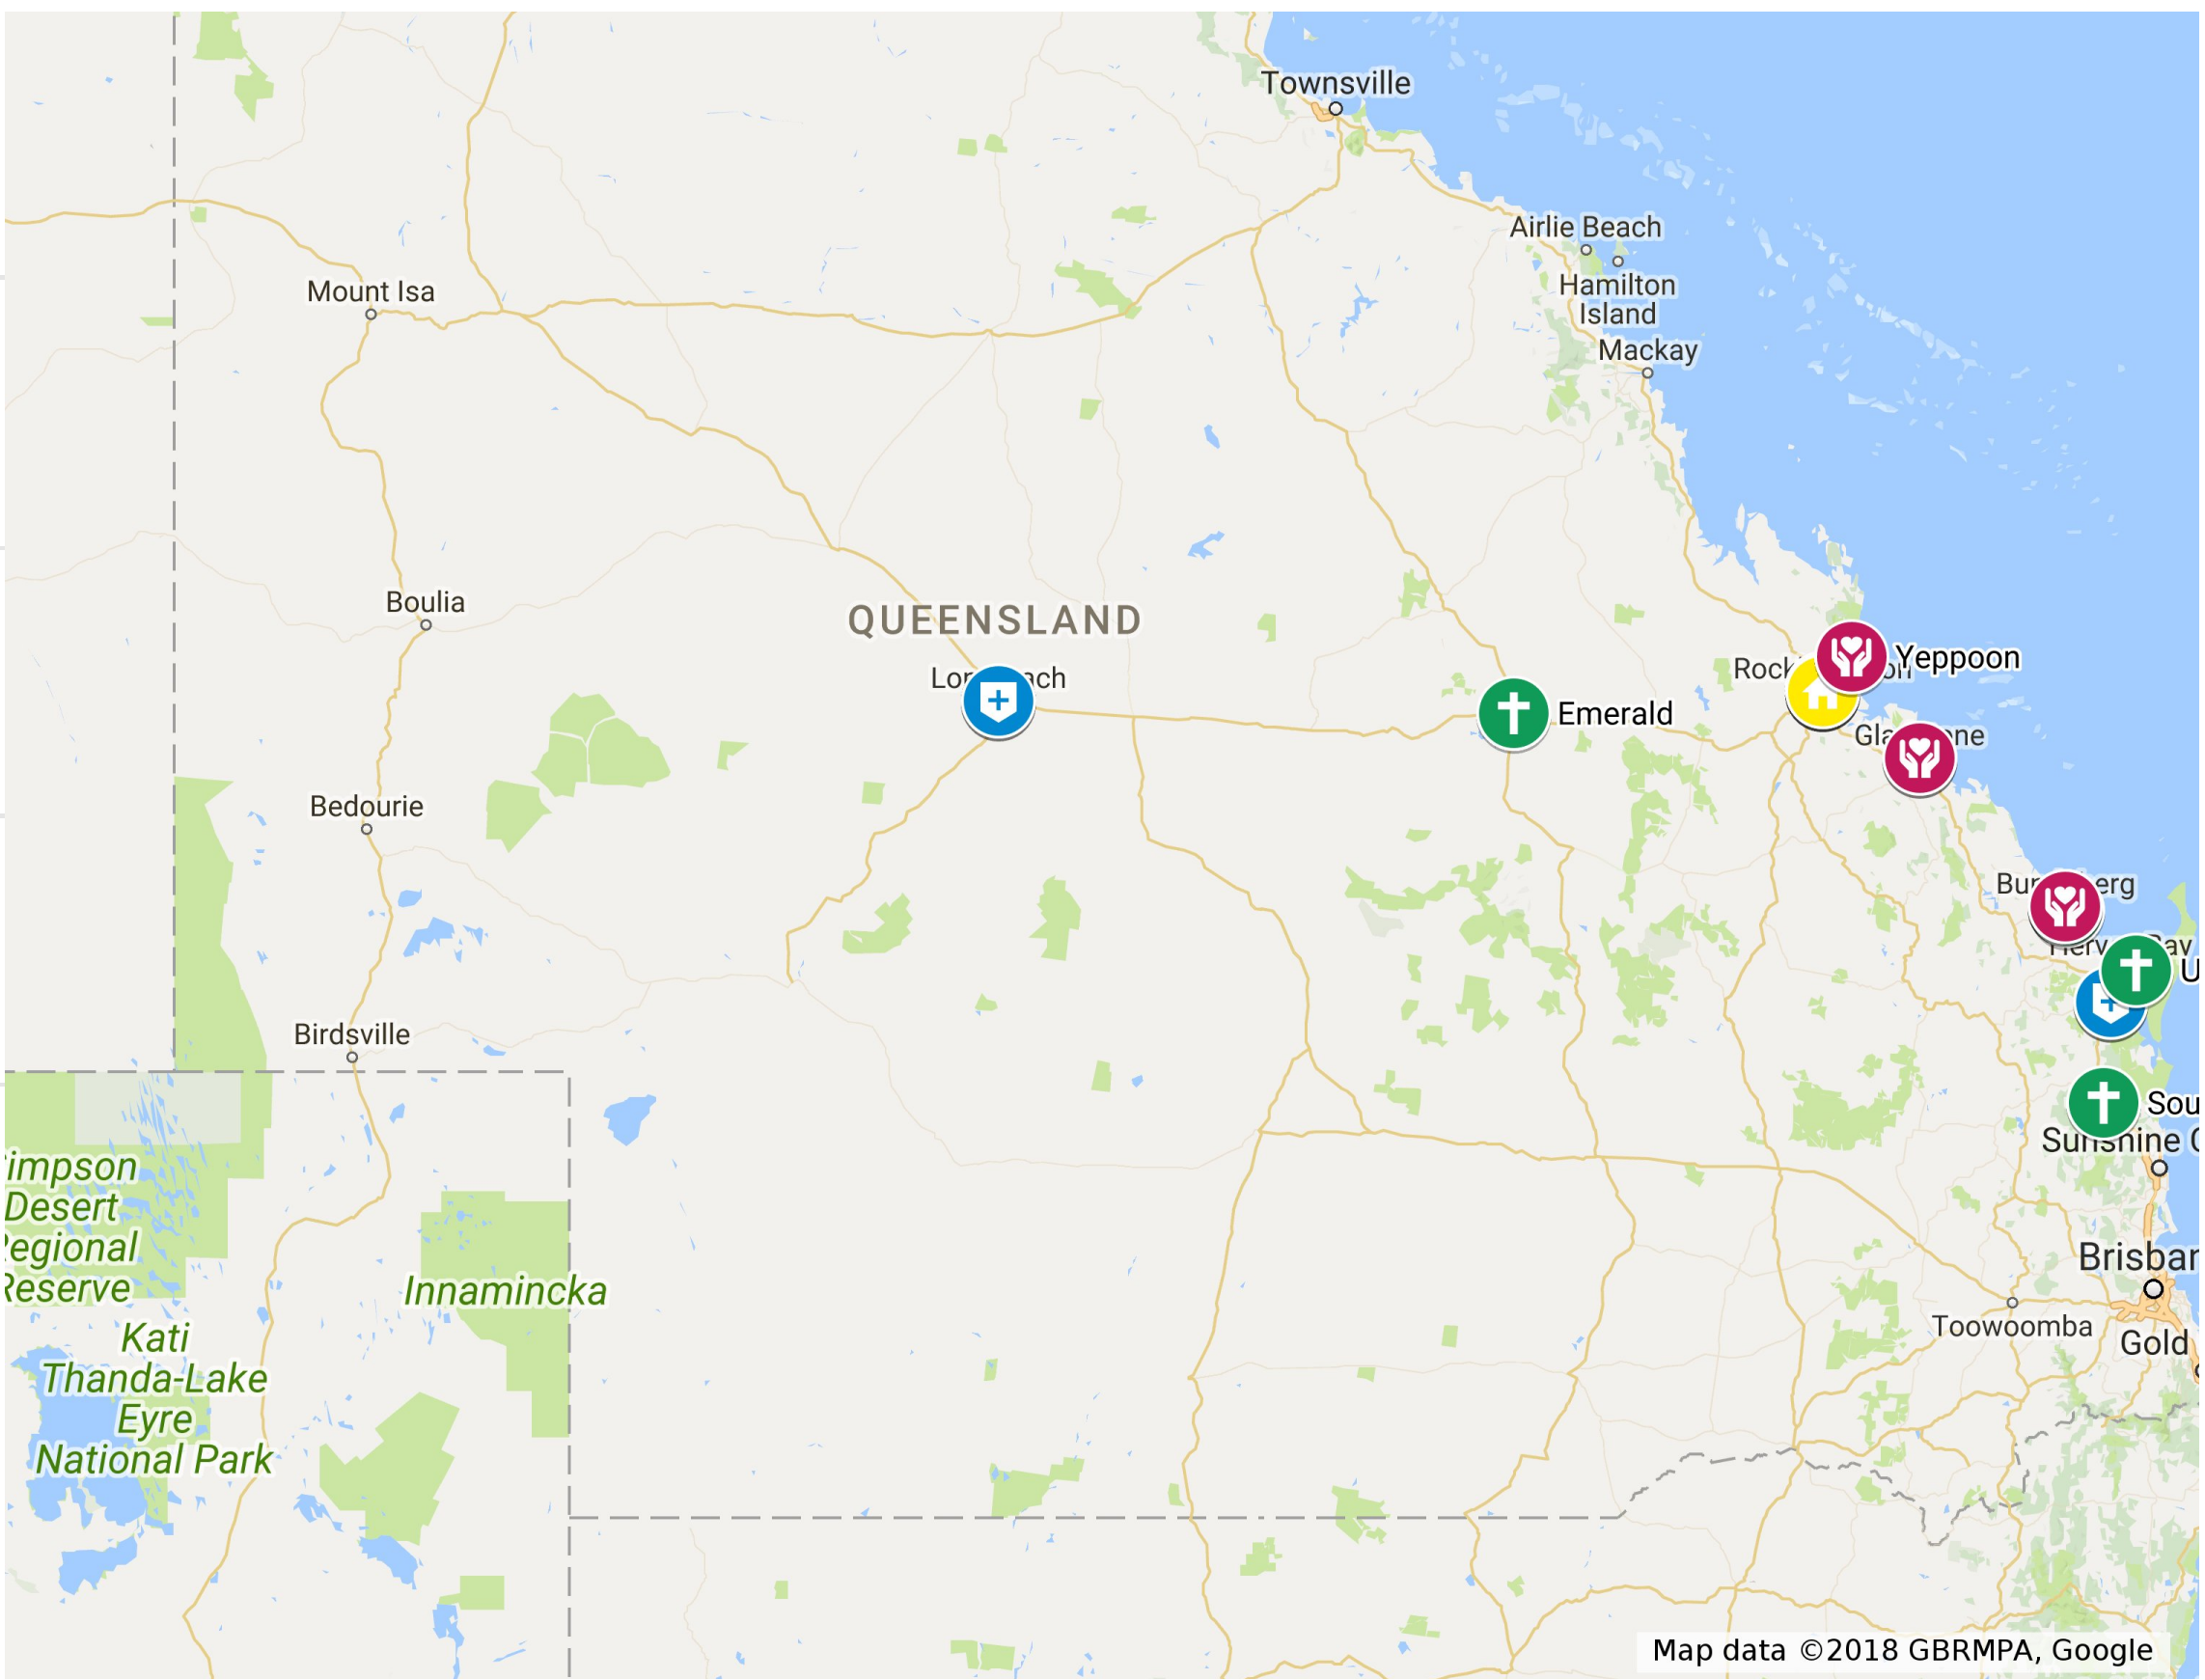 Townsville
Airlie Beach
Hamilton
Island
Mackay
Mount Isa
Boulia
QUEENSLAND
Yeppoon
Emerald
Bedourie
Birdsville
Sunshine
Desert
Reserve
Innamincka
Toowoomba
Gold
Kati
Thanda-Lake
Eyre
National Park
Map data ©2018 GBRMPA, Google